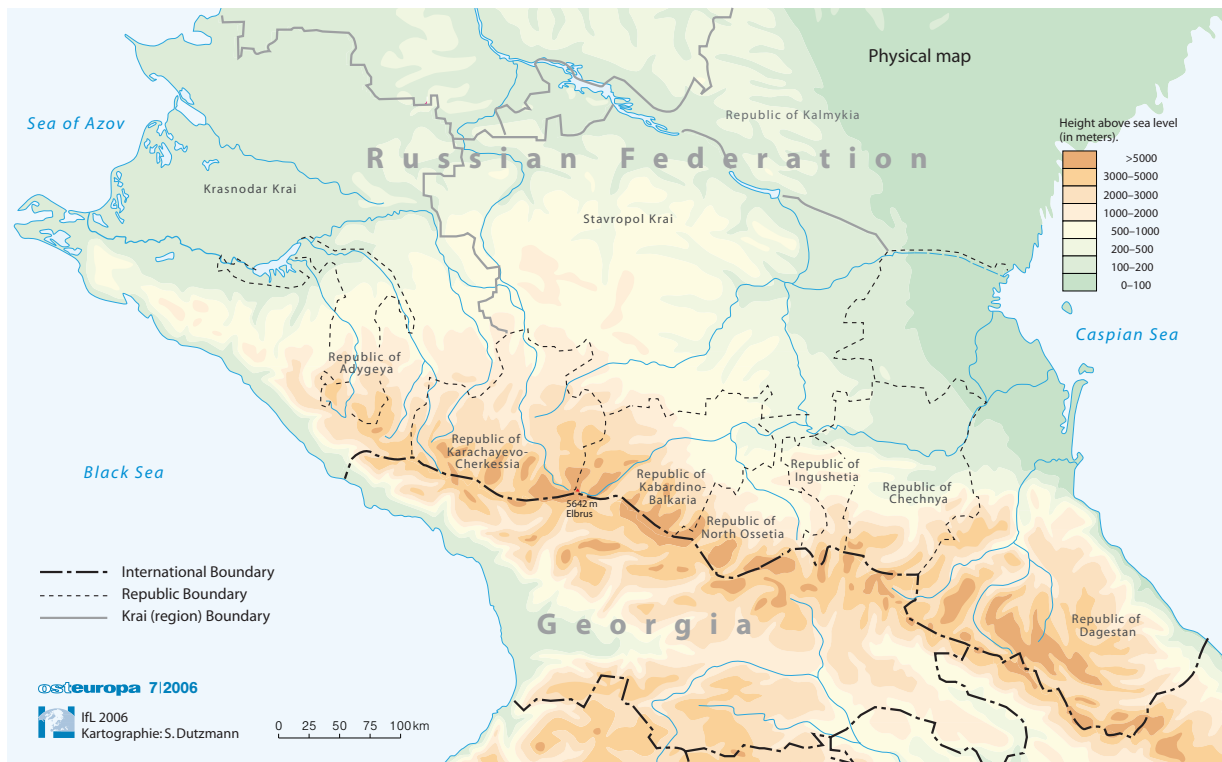 Physical map
Sea of Azov
Republic of Kalmykia
Height above sea level
(in meters).
>5000
3000–5000
2000–3000
1000–2000
500–1000
200–500
100–200
0–100
Russian Federation
Krasnodar Krai
Stavropol Krai
Caspian Sea
Republic of
Adygeya
Black Sea
Republic of
Karachayevo-
Cherkessia
Republic of
Kabardino-
Balkaria
Republic of
Ingushetia
Republic of
Chechnya
5642 m
Elbrus
Republic of
North Ossetia
International Boundary
Republic Boundary
Krai (region) Boundary
Georgia
Republic of
Dagestan
osteuropa 7|2006
IfL 2006
Kartographie: S. Dutzmann
0 25 50 75 100 km